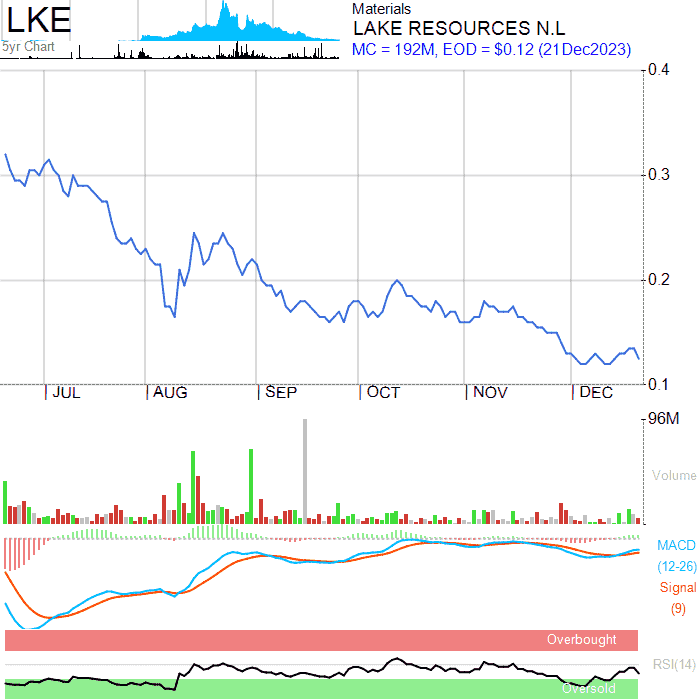 LKE
5yr Chart
Materials
LAKE RESOURCES N.L
MC = 192M, EOD = $0.12 (21Dec2023)
0.4
0.3
0.2
0.1
JUL AUG SEP OCT NOV DEC
96M
Volume
MACD
(12-26)
Signal
(9)
Overbought
RSI(14)
Oversold